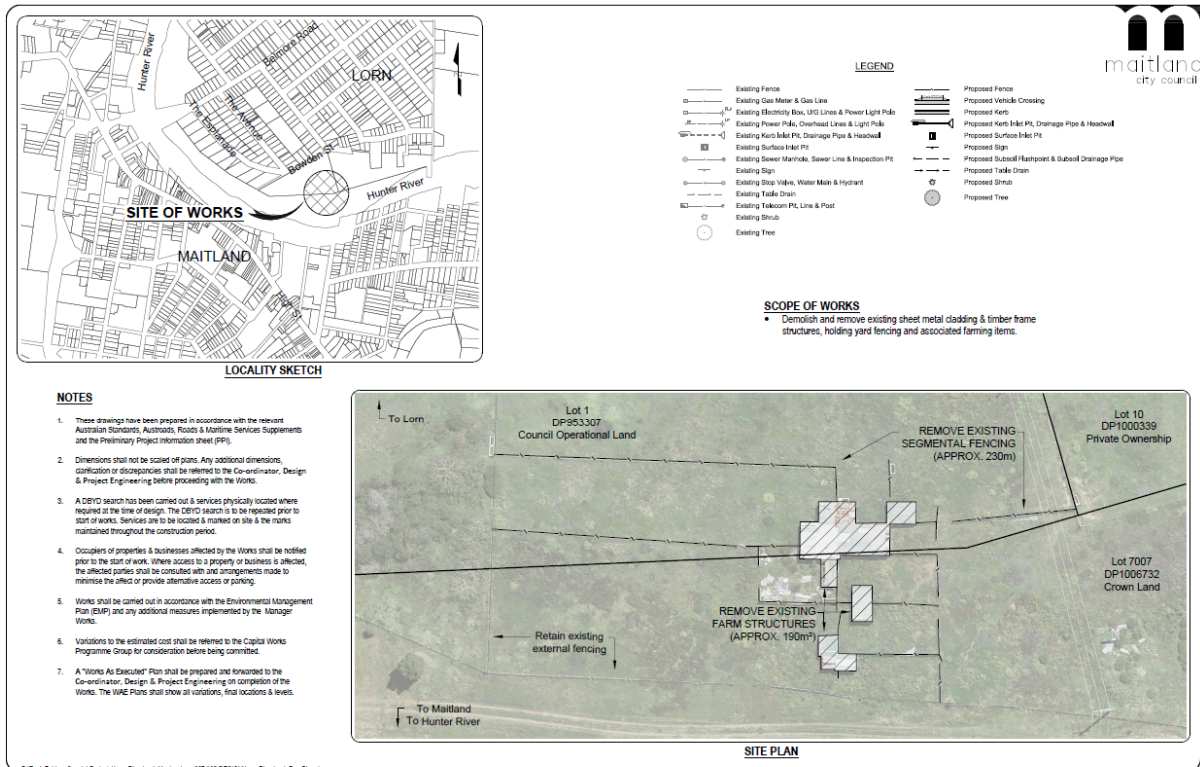 Hunter River
Belmore Road
LORN
The Esplanade
Bowden St
Hunter River
SITE OF WORKS
MAITLAND
High St
LOCALITY SKETCH
maitland
city council
LEGEND
Existing Fence
Existing Gas Meter & Gas Line
Existing Electricity Box, U/G Lines & Power Light Pole
Existing Power Pole, Overhead Lines & Light Pole
Existing Kerb Inlet Pit, Drainage Pipe & Headwall
Existing Surface Inlet Pit
Existing Sewer Manhole, Sewer Line & Inspection Pit
Existing Sign
Existing Stop Valve, Water Main & Hydrant
Existing Table Drain
Existing Telecom Pit, Line & Post
Existing Shrub
Existing Tree
Proposed Fence
Proposed Vehicle Crossing
Proposed Kerb
Proposed Kerb Inlet Pit, Drainage Pipe & Headwall
Proposed Surface Inlet Pit
Proposed Sign
Proposed Subsoil Flushpoint & Subsoil Drainage Pipe
Proposed Table Drain
Proposed Shrub
Proposed Tree
SCOPE OF WORKS
• Demolish and remove existing sheet metal cladding & timber frame
structures, holding yard fencing and associated farming items.
NOTES
1. These drawings have been prepared in accordance with the relevant
Australian Standards, Austroads, Roads & Maritime Services Supplements
and the Preliminary Project Information sheet (PPI).
2. Dimensions shall not be scaled off plans. Any additional dimensions,
clarification or discrepancies shall be referred to the Co-ordinator, Design
& Project Engineering before proceeding with the Works.
3. A DBYD search has been carried out & services physically located where
required at the time of design. The DBYD search is to be repeated prior to
start of works. Services are to be located & marked on site & the marks
maintained throughout the construction period.
4. Occupiers of properties & businesses affected by the Works shall be notified
prior to the start of work. Where access to a property or business is affected,
the affected parties shall be consulted with and arrangements made to
minimise the affect or provide alternative access or parking.
5. Works shall be carried out in accordance with the Environmental Management
Plan (EMP) and any additional measures implemented by the Manager
Works.
6. Variations to the estimated cost shall be referred to the Capital Works
Programme Group for consideration before being committed.
7. A "Works As Executed" Plan shall be prepared and forwarded to the
Co-ordinator, Design & Project Engineering on completion of the
Works. The WAE Plans shall show all variations, final locations & levels.
To Lorn
Lot 1
DP953307
Council Operational Land
REMOVE EXISTING
SEGMENTAL FENCING
(APPROX. 230m)
Lot 10
DP1000339
Private Ownership
Lot 7007
DP1006732
Crown Land
REMOVE EXISTING
FARM STRUCTURES
(APPROX. 190m²)
Retain existing
external fencing
To Maitland
To Hunter River
SITE PLAN